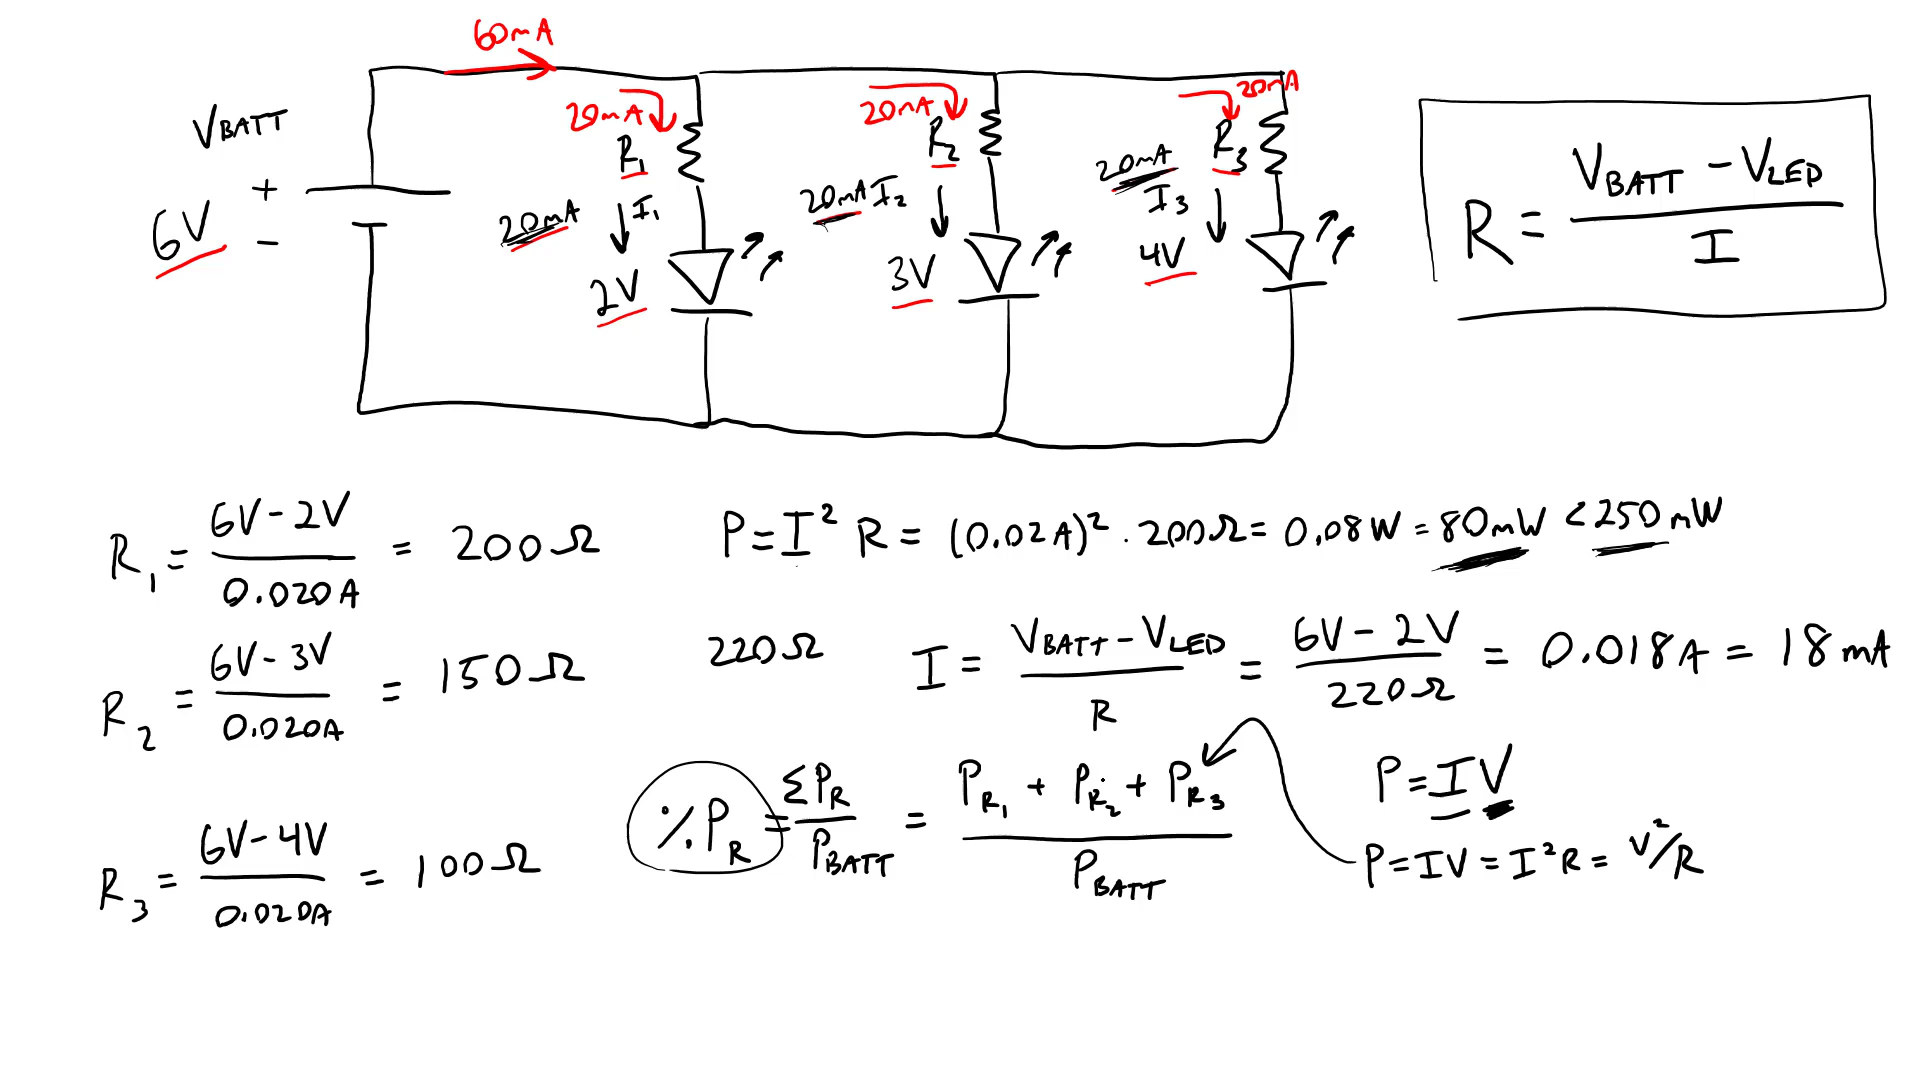 60mA
VBATT
+
6V
−
20mA
R₁
20mA
I₁
2V
20mA
R₂
20mA I₂
3V
20mA
R₃
20mA
I₃
4V
R = (VBATT − VLED) / I
R₁ = (6V − 2V) / 0.020A = 200Ω
P = I² R = (0.02A)² · 200Ω = 0.08W = 80mW < 250mW
R₂ = (6V − 3V) / 0.020A = 150Ω
220Ω
I = (VBATT − VLED) / R = (6V − 2V) / 220Ω = 0.018A = 18mA
R₃ = (6V − 4V) / 0.020A = 100Ω
% PR = ΣPR / PBATT = (PR₁ + PR₂ + PR₃) / PBATT
P = IV
P = IV = I²R = V²/R